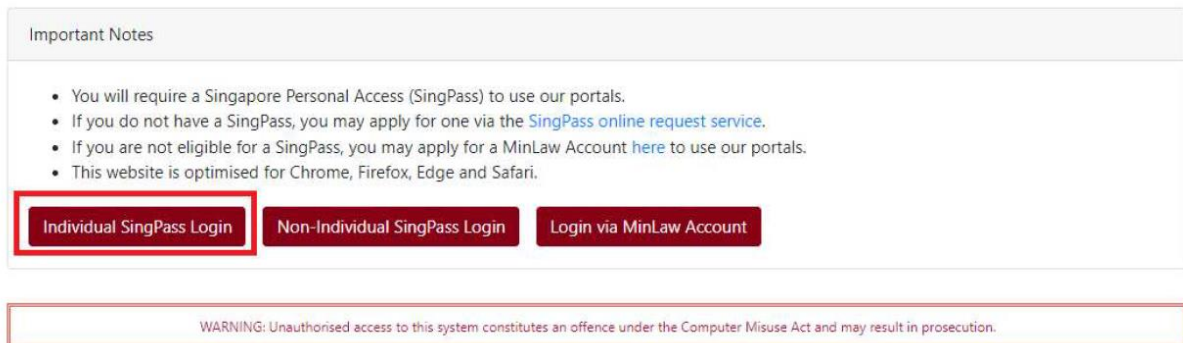 Important Notes
• You will require a Singapore Personal Access (SingPass) to use our portals.
• If you do not have a SingPass, you may apply for one via the SingPass online request service.
• If you are not eligible for a SingPass, you may apply for a MinLaw Account here to use our portals.
• This website is optimised for Chrome, Firefox, Edge and Safari.
Individual SingPass Login Non-Individual SingPass Login Login via MinLaw Account
WARNING: Unauthorised access to this system constitutes an offence under the Computer Misuse Act and may result in prosecution.